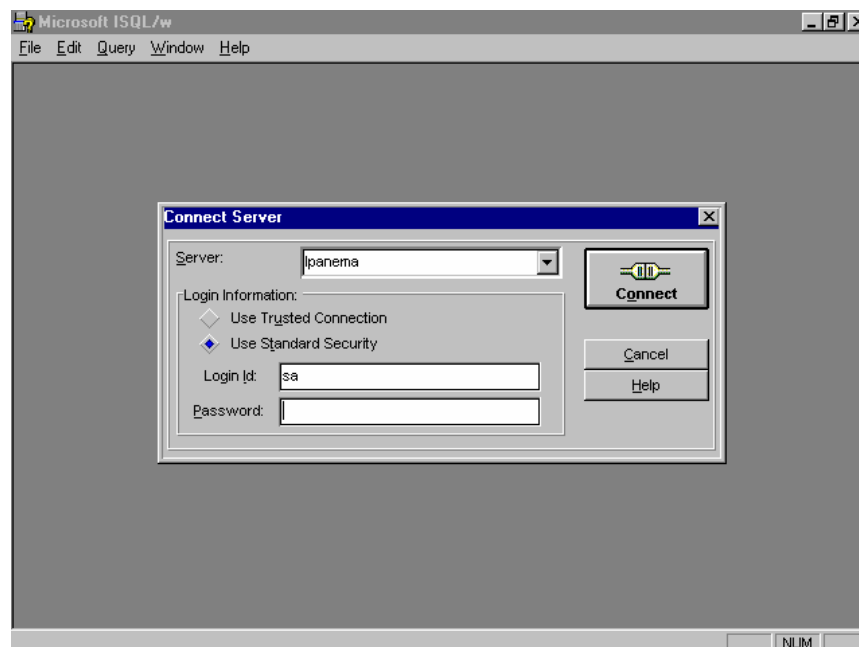 Microsoft ISQL/w
File Edit Query Window Help
Connect Server
Server: Ipanema
Connect
Login Information:
Use Trusted Connection
Use Standard Security
Cancel
Login Id: sa
Help
Password:
NUM